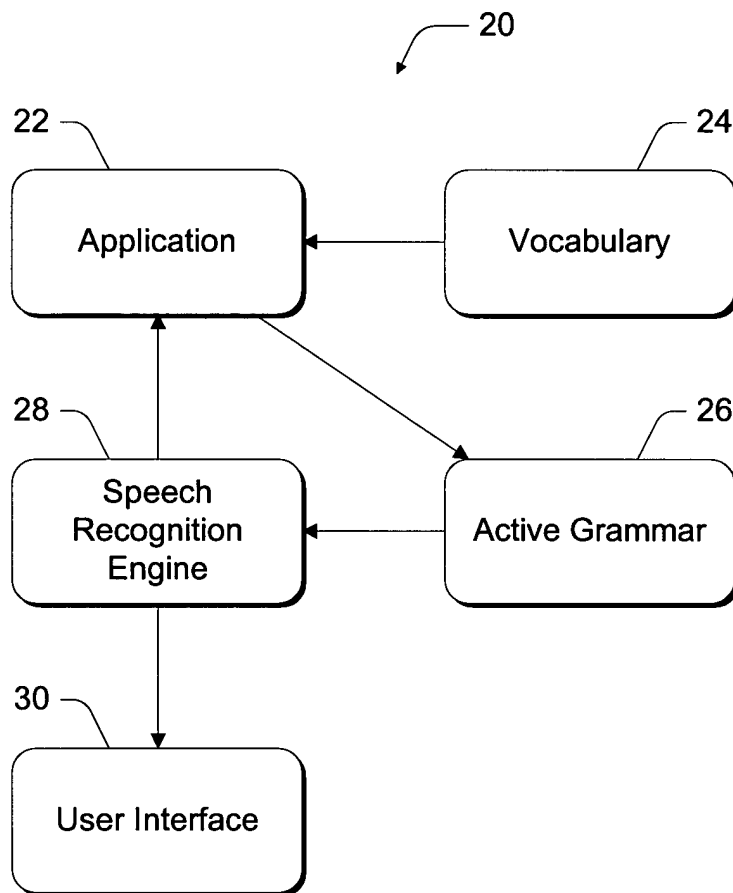 20
22
24
Application
Vocabulary
28
26
Speech
Recognition
Engine
Active Grammar
30
User Interface